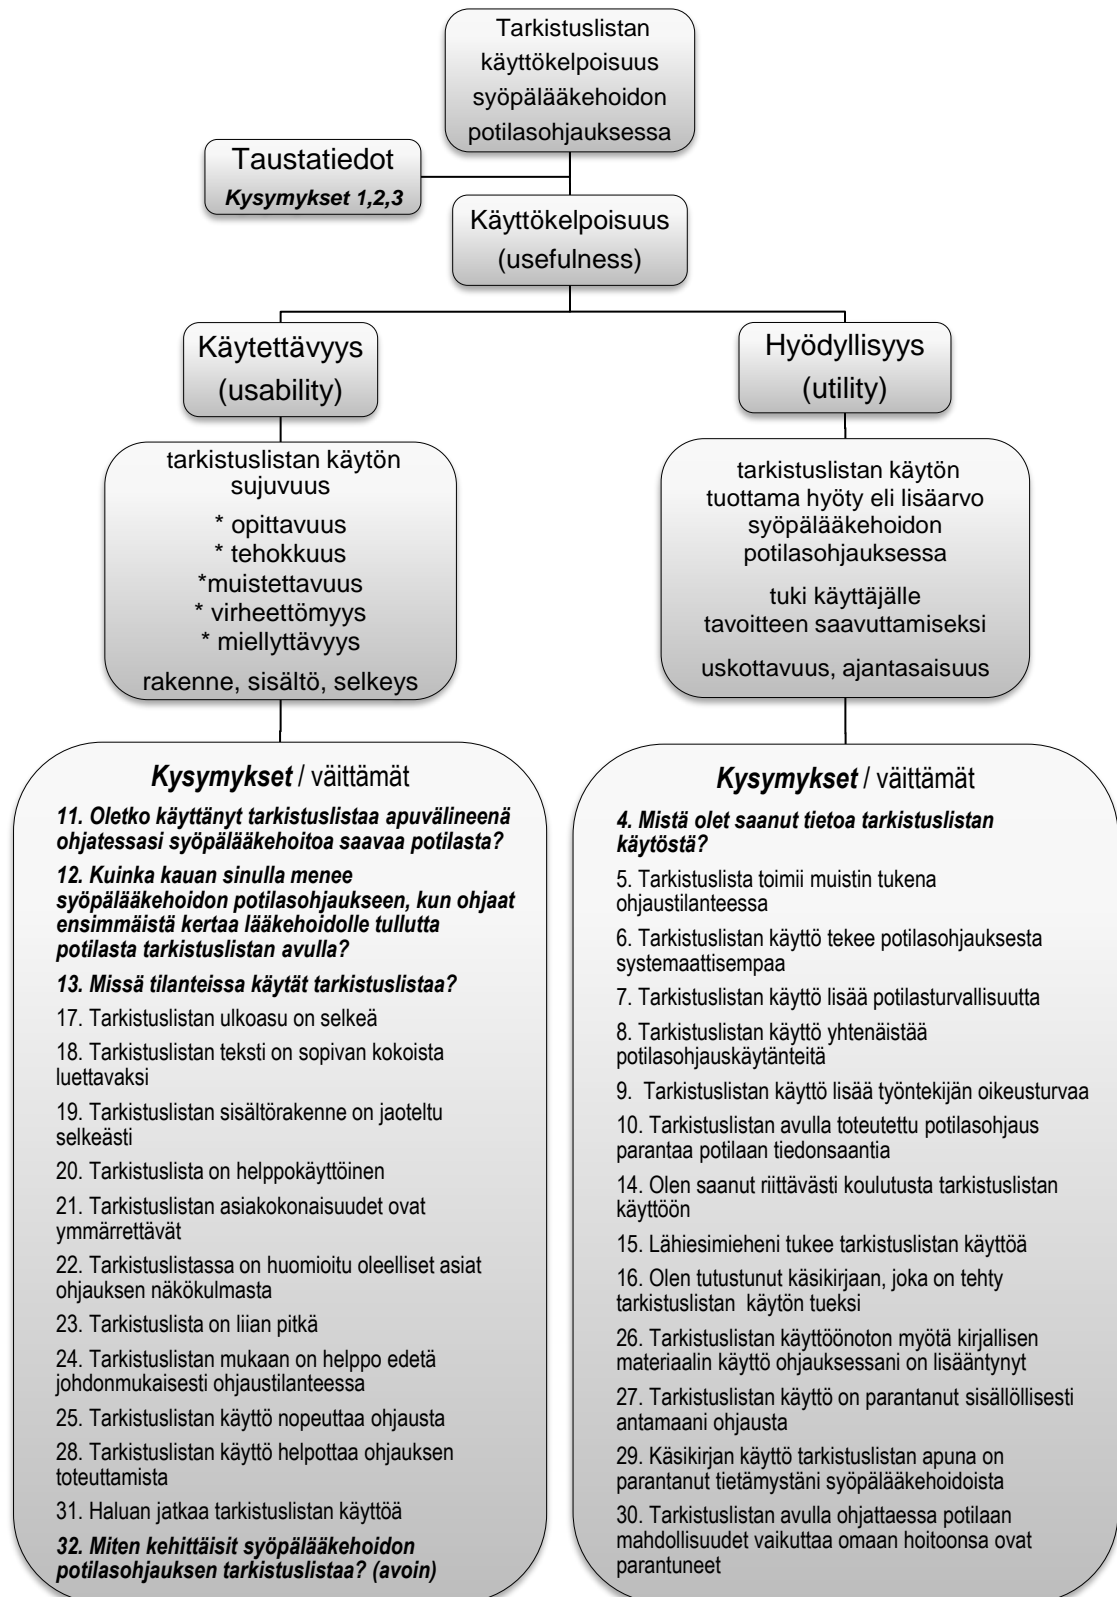 Tarkistuslistan
käyttökelpoisuus
syöpälääkehoidon
potilasohjauksessa
Taustatiedot
Kysymykset 1,2,3
Käyttökelpoisuus
(usefulness)
Käytettävyys
(usability)
Hyödyllisyys
(utility)
tarkistuslistan käytön
sujuvuus
* opittavuus
* tehokkuus
*muistettavuus
* virheettömyys
* miellyttävyys
rakenne, sisältö, selkeys
tarkistuslistan käytön
tuottama hyöty eli lisäarvo
syöpälääkehoidon
potilasohjauksessa
tuki käyttäjälle
tavoitteen saavuttamiseksi
uskottavuus, ajantasaisuus
Kysymykset / väittämät
11. Oletko käyttänyt tarkistuslistaa apuvälineenä
ohjatessasi syöpälääkehoitoa saavaa potilasta?
12. Kuinka kauan sinulla menee
syöpälääkehoidon potilasohjaukseen, kun ohjaat
ensimmäistä kertaa lääkehoidolle tullutta
potilasta tarkistuslistan avulla?
13. Missä tilanteissa käytät tarkistuslistaa?
17. Tarkistuslistan ulkoasu on selkeä
18. Tarkistuslistan teksti on sopivan kokoista
luettavaksi
19. Tarkistuslistan sisältörakenne on jaoteltu
selkeästi
20. Tarkistuslista on helppokäyttöinen
21. Tarkistuslistan asiakokonaisuudet ovat
ymmärrettävät
22. Tarkistuslistassa on huomioitu oleelliset asiat
ohjauksen näkökulmasta
23. Tarkistuslista on liian pitkä
24. Tarkistuslistan mukaan on helppo edetä
johdonmukaisesti ohjaustilanteessa
25. Tarkistuslistan käyttö nopeuttaa ohjausta
28. Tarkistuslistan käyttö helpottaa ohjauksen
toteuttamista
31. Haluan jatkaa tarkistuslistan käyttöä
32. Miten kehittäisit syöpälääkehoidon
potilasohjauksen tarkistuslistaa? (avoin)
Kysymykset / väittämät
4. Mistä olet saanut tietoa tarkistuslistan
käytöstä?
5. Tarkistuslista toimii muistin tukena
ohjaustilanteessa
6. Tarkistuslistan käyttö tekee potilasohjauksesta
systemaattisempaa
7. Tarkistuslistan käyttö lisää potilasturvallisuutta
8. Tarkistuslistan käyttö yhtenäistää
potilasohjauskäytänteitä
9. Tarkistuslistan käyttö lisää työntekijän oikeusturvaa
10. Tarkistuslistan avulla toteutettu potilasohjaus
parantaa potilaan tiedonsaantia
14. Olen saanut riittävästi koulutusta tarkistuslistan
käyttöön
15. Lähiesimieheni tukee tarkistuslistan käyttöä
16. Olen tutustunut käsikirjaan, joka on tehty
tarkistuslistan käytön tueksi
26. Tarkistuslistan käyttöönoton myötä kirjallisen
materiaalin käyttö ohjauksessani on lisääntynyt
27. Tarkistuslistan käyttö on parantanut sisällöllisesti
antamaani ohjausta
29. Käsikirjan käyttö tarkistuslistan apuna on
parantanut tietämystäni syöpälääkehoidoista
30. Tarkistuslistan avulla ohjattaessa potilaan
mahdollisuudet vaikuttaa omaan hoitoonsa ovat
parantuneet